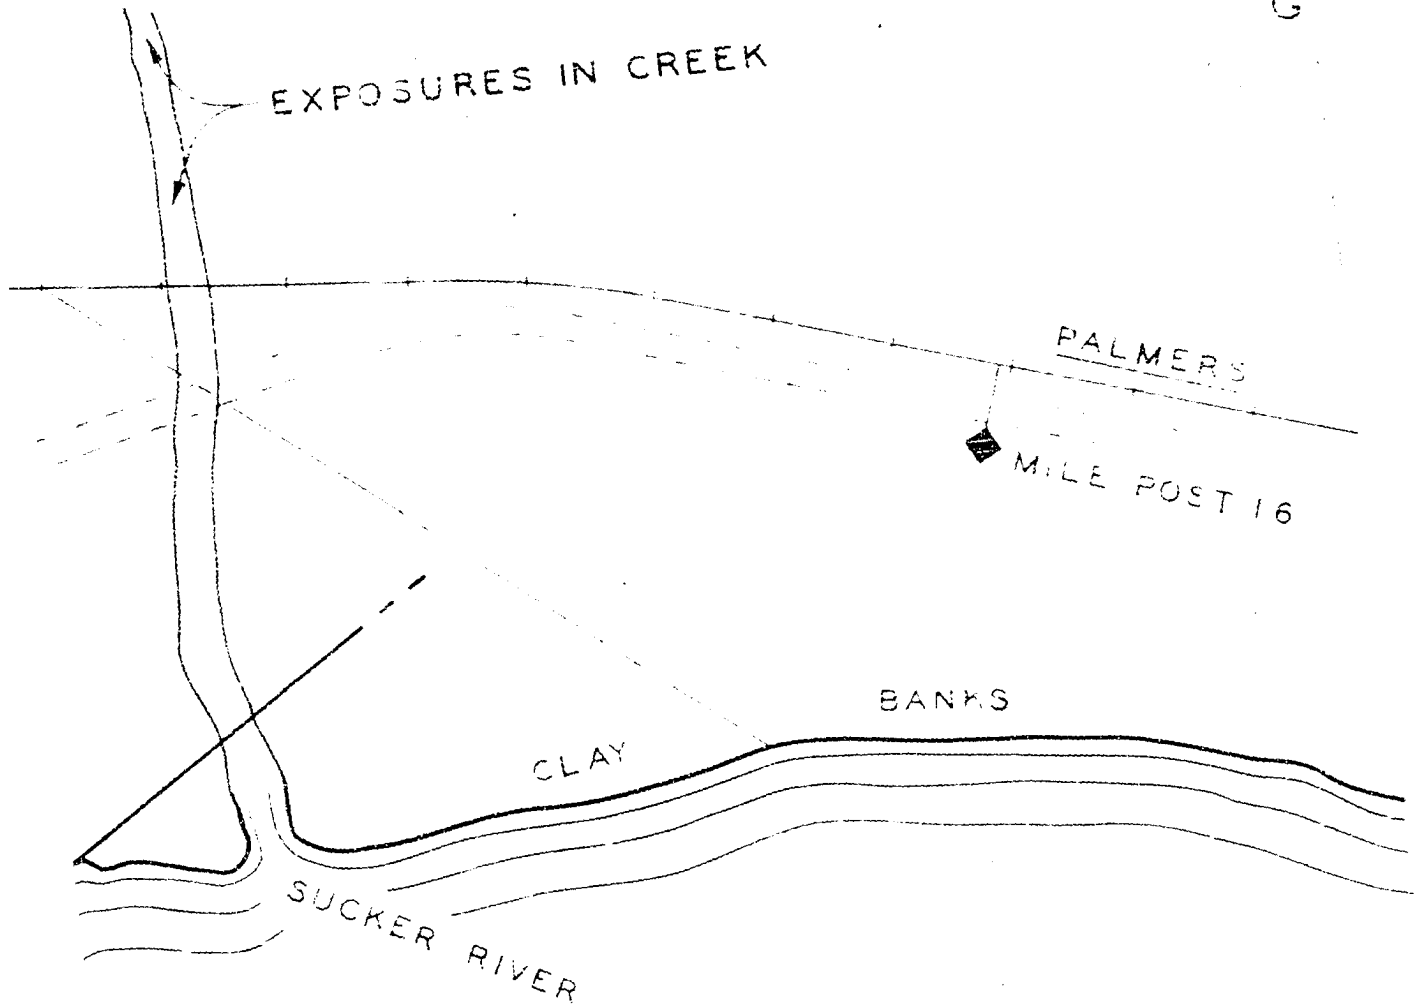 G
EXPOSURES IN CREEK
PALMERS
MILE POST 16
BANKS
CLAY
SUCKER RIVER